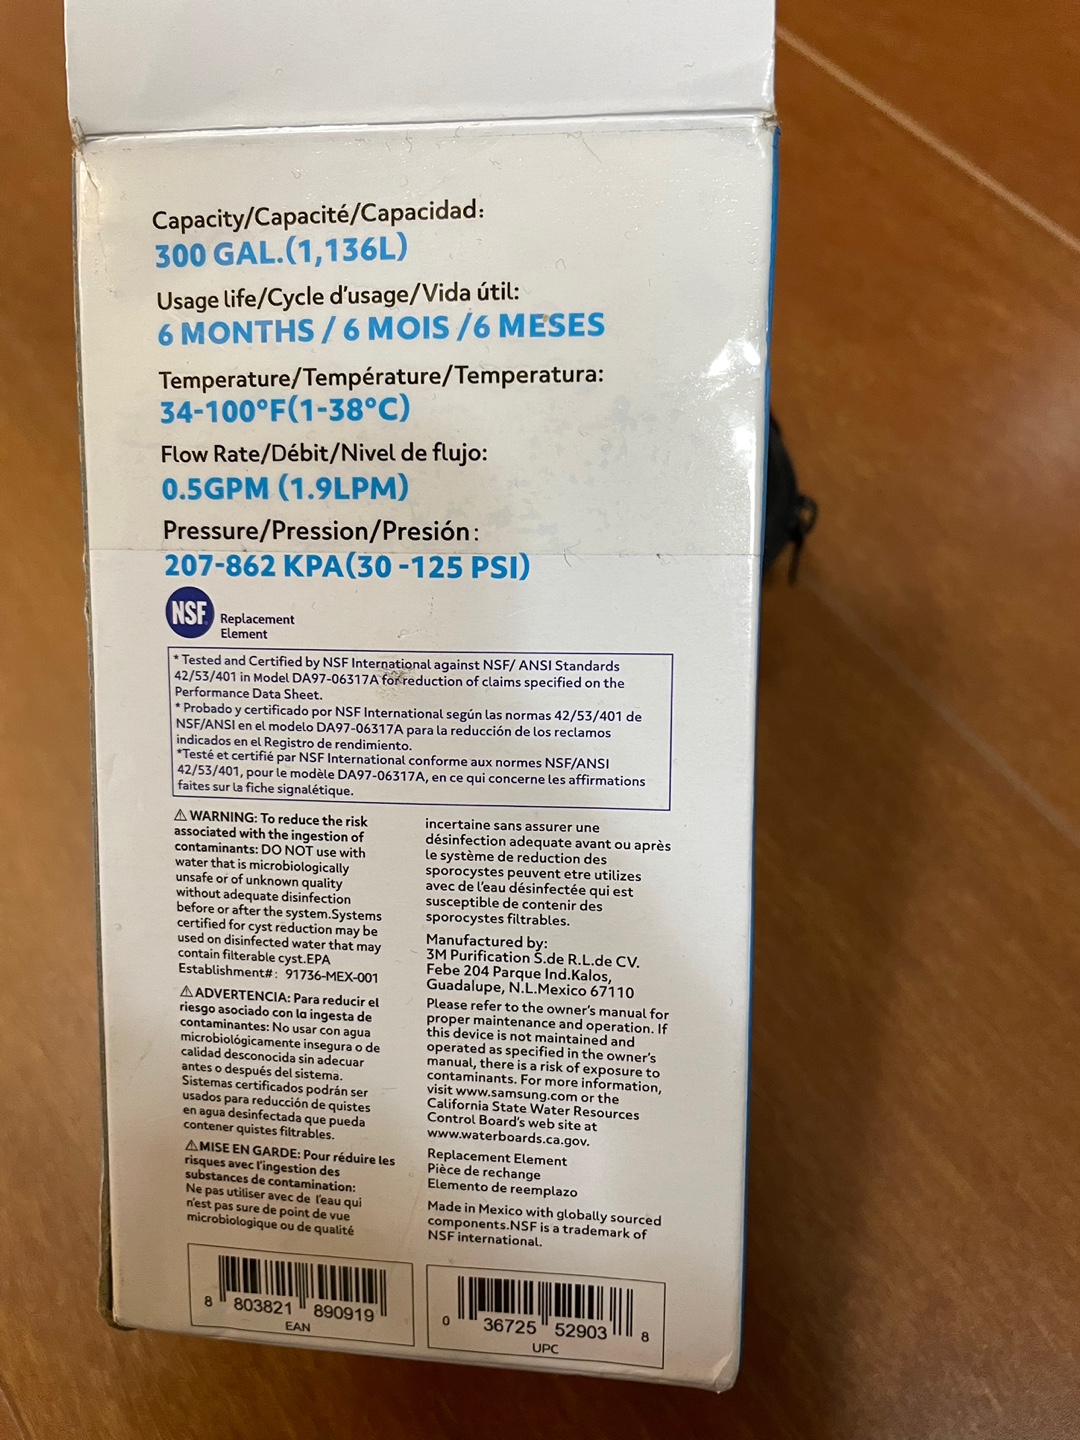 Capacity/Capacité/Capacidad:
300 GAL.(1,136L)
Usage life/Cycle d'usage/Vida útil:
6 MONTHS / 6 MOIS /6 MESES
Temperature/Température/Temperatura:
34-100°F(1-38°C)
Flow Rate/Débit/Nivel de flujo:
0.5GPM (1.9LPM)
Pressure/Pression/Presión:
207-862 KPA(30 -125 PSI)
NSF
Replacement
Element
* Tested and Certified by NSF International against NSF/ ANSI Standards
42/53/401 in Model DA97-06317A for reduction of claims specified on the
Performance Data Sheet.
* Probado y certificado por NSF International según las normas 42/53/401 de
NSF/ANSI en el modelo DA97-06317A para la reducción de los reclamos
indicados en el Registro de rendimiento.
*Testé et certifié par NSF International conforme aux normes NSF/ANSI
42/53/401, pour le modèle DA97-06317A, en ce qui concerne les affirmations
faites sur la fiche signalétique.
⚠ WARNING: To reduce the risk
associated with the ingestion of
contaminants: DO NOT use with
water that is microbiologically
unsafe or of unknown quality
without adequate disinfection
before or after the system.Systems
certified for cyst reduction may be
used on disinfected water that may
contain filterable cyst.EPA
Establishment#: 91736-MEX-001
⚠ ADVERTENCIA: Para reducir el
riesgo asociado con la ingesta de
contaminantes: No usar con agua
microbiológicamente insegura o de
calidad desconocida sin adecuar
antes o después del sistema.
Sistemas certificados podrán ser
usados para reducción de quistes
en agua desinfectada que pueda
contener quistes filtrables.
⚠MISE EN GARDE: Pour réduire les
risques avec l'ingestion des
substances de contamination:
Ne pas utiliser avec de l'eau qui
n'est pas sure de point de vue
microbiologique ou de qualité
incertaine sans assurer une
désinfection adequate avant ou après
le système de reduction des
sporocystes peuvent etre utilizes
avec de l'eau désinfectée qui est
susceptible de contenir des
sporocystes filtrables.
Manufactured by:
3M Purification S.de R.L.de CV.
Febe 204 Parque Ind.Kalos,
Guadalupe, N.L.Mexico 67110
Please refer to the owner's manual for
proper maintenance and operation. If
this device is not maintained and
operated as specified in the owner's
manual, there is a risk of exposure to
contaminants. For more information,
visit www.samsung.com or the
California State Water Resources
Control Board's web site at
www.waterboards.ca.gov.
Replacement Element
Pièce de rechange
Elemento de reemplazo
Made in Mexico with globally sourced
components.NSF is a trademark of
NSF international.
8 803821 890919
EAN
0 36725 52903 8
UPC